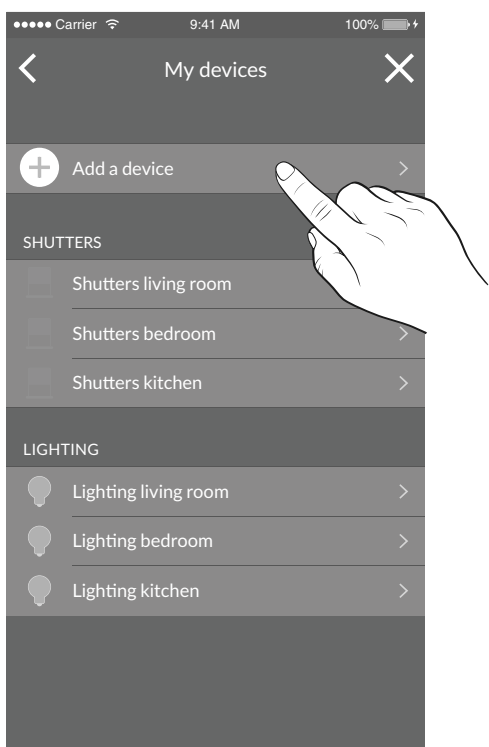 Carrier 9:41 AM 100%
My devices
Add a device
SHUTTERS
Shutters living room
Shutters bedroom
Shutters kitchen
LIGHTING
Lighting living room
Lighting bedroom
Lighting kitchen